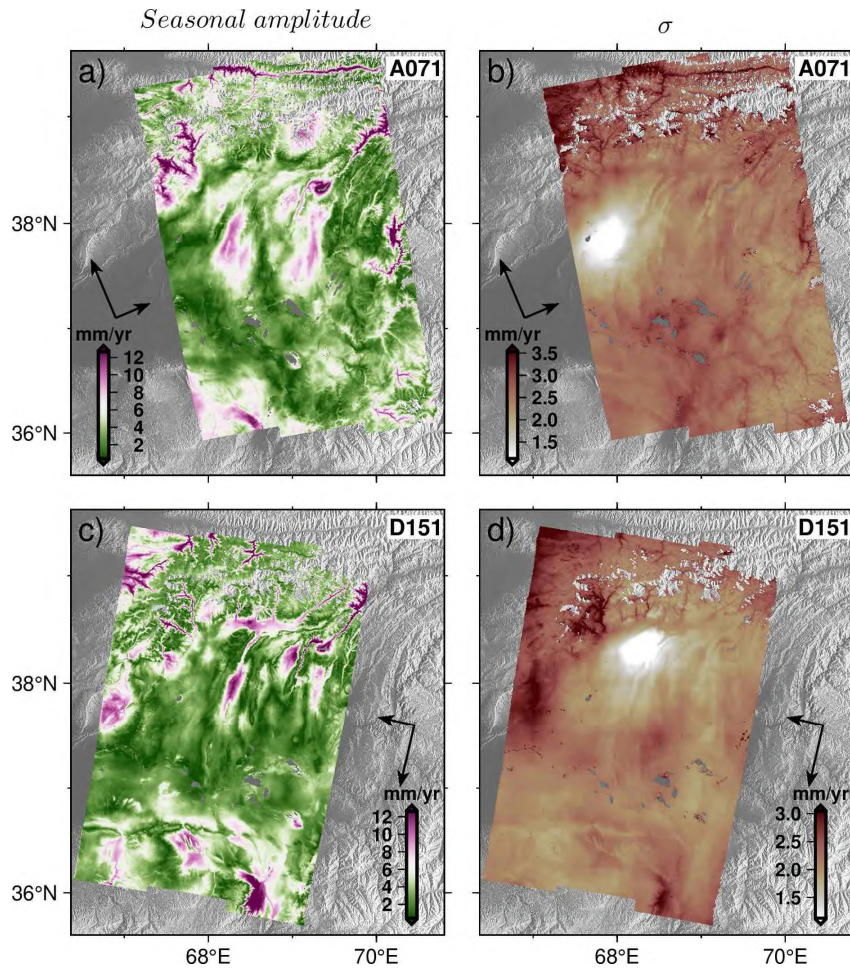 Seasonal amplitude
σ
a)
A071
b)
A071
38°N
36°N
mm/yr
12
10
8
6
4
2
mm/yr
3.5
3.0
2.5
2.0
1.5
c)
D151
d)
D151
38°N
36°N
mm/yr
12
10
8
6
4
2
mm/yr
3.0
2.5
2.0
1.5
68°E
70°E
68°E
70°E